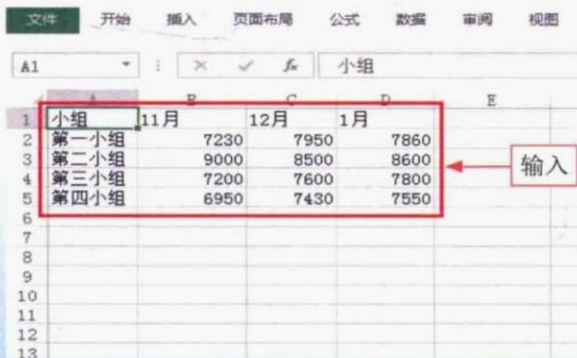 文件 开始 插入 页面布局 公式 数据 审阅 视图
A1 fx 小组
A B C D E
1 小组 11月 12月 1月
2 第一小组 7230 7950 7860
3 第二小组 9000 8500 8600
4 第三小组 7200 7600 7800
5 第四小组 6950 7430 7550
输入
6
7
8
9
10
11
12
13